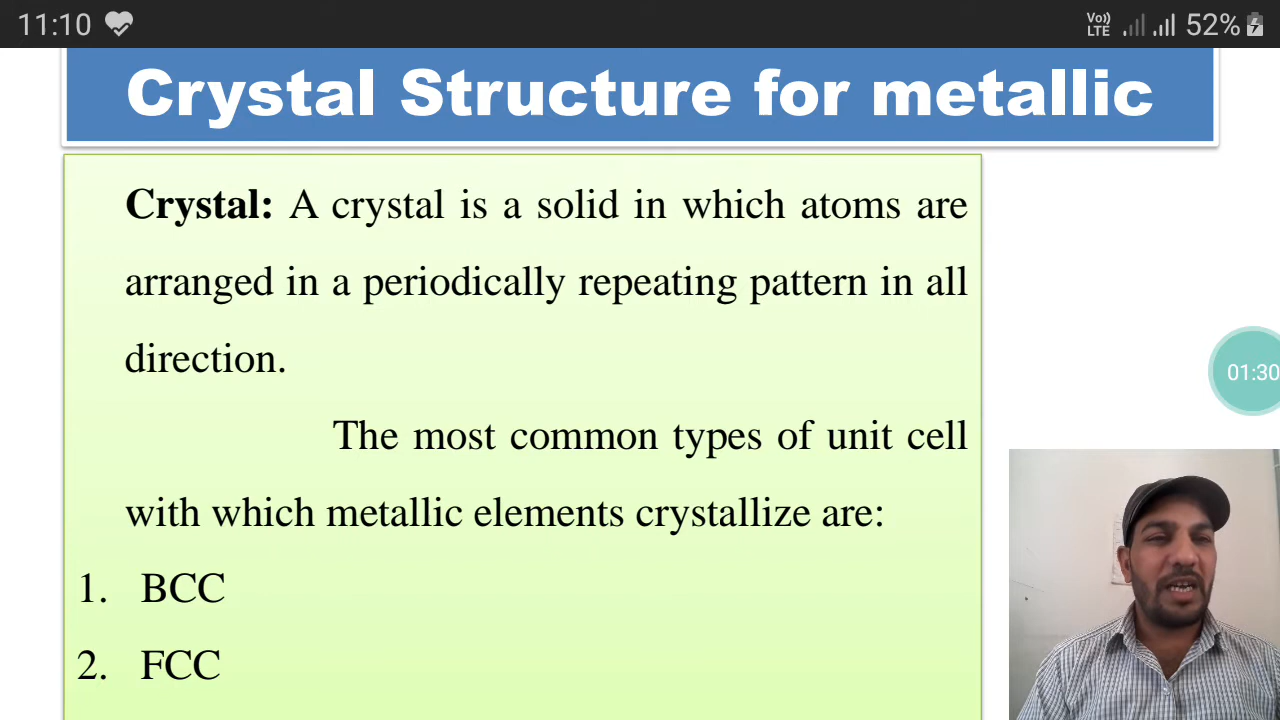 11:10
Vo)) LTE 52%
Crystal Structure for metallic
Crystal: A crystal is a solid in which atoms are
arranged in a periodically repeating pattern in all
direction.
The most common types of unit cell
with which metallic elements crystallize are:
1. BCC
2. FCC
01:30